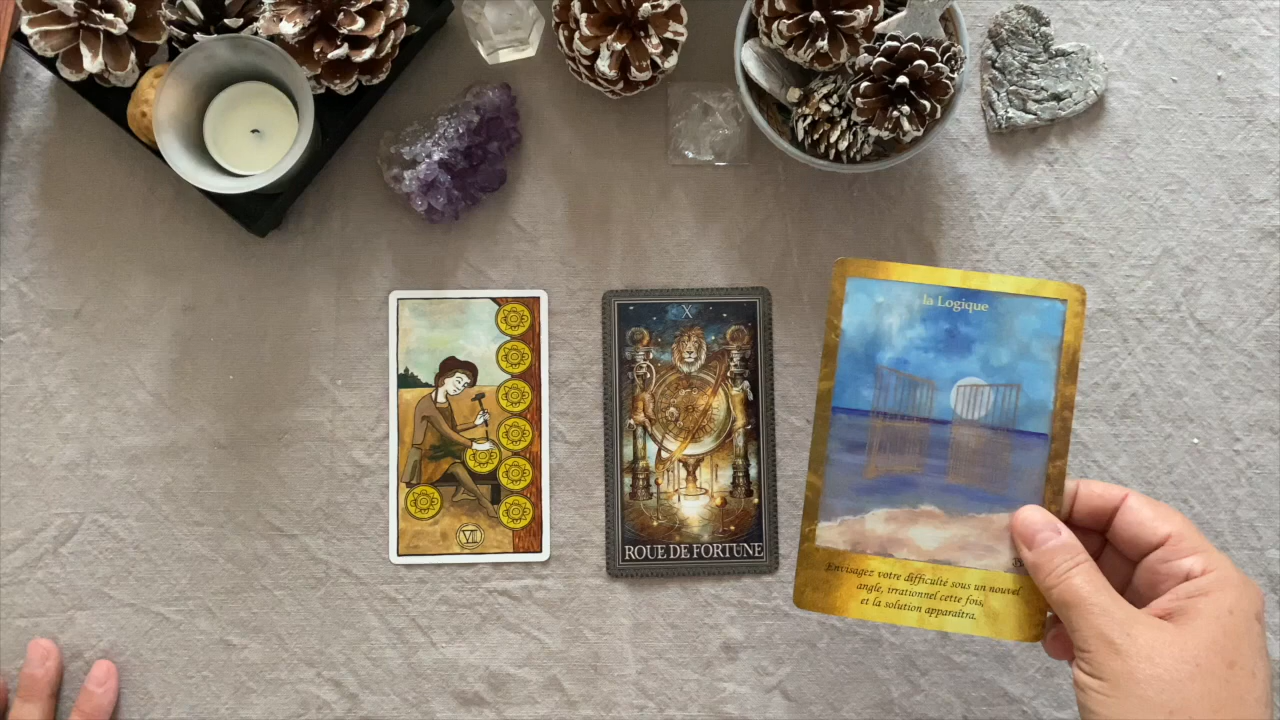 VIII
X
ROUE DE FORTUNE
la Logique
Envisagez votre difficulté sous un nouvel
angle, irrationnel cette fois,
et la solution apparaîtra.